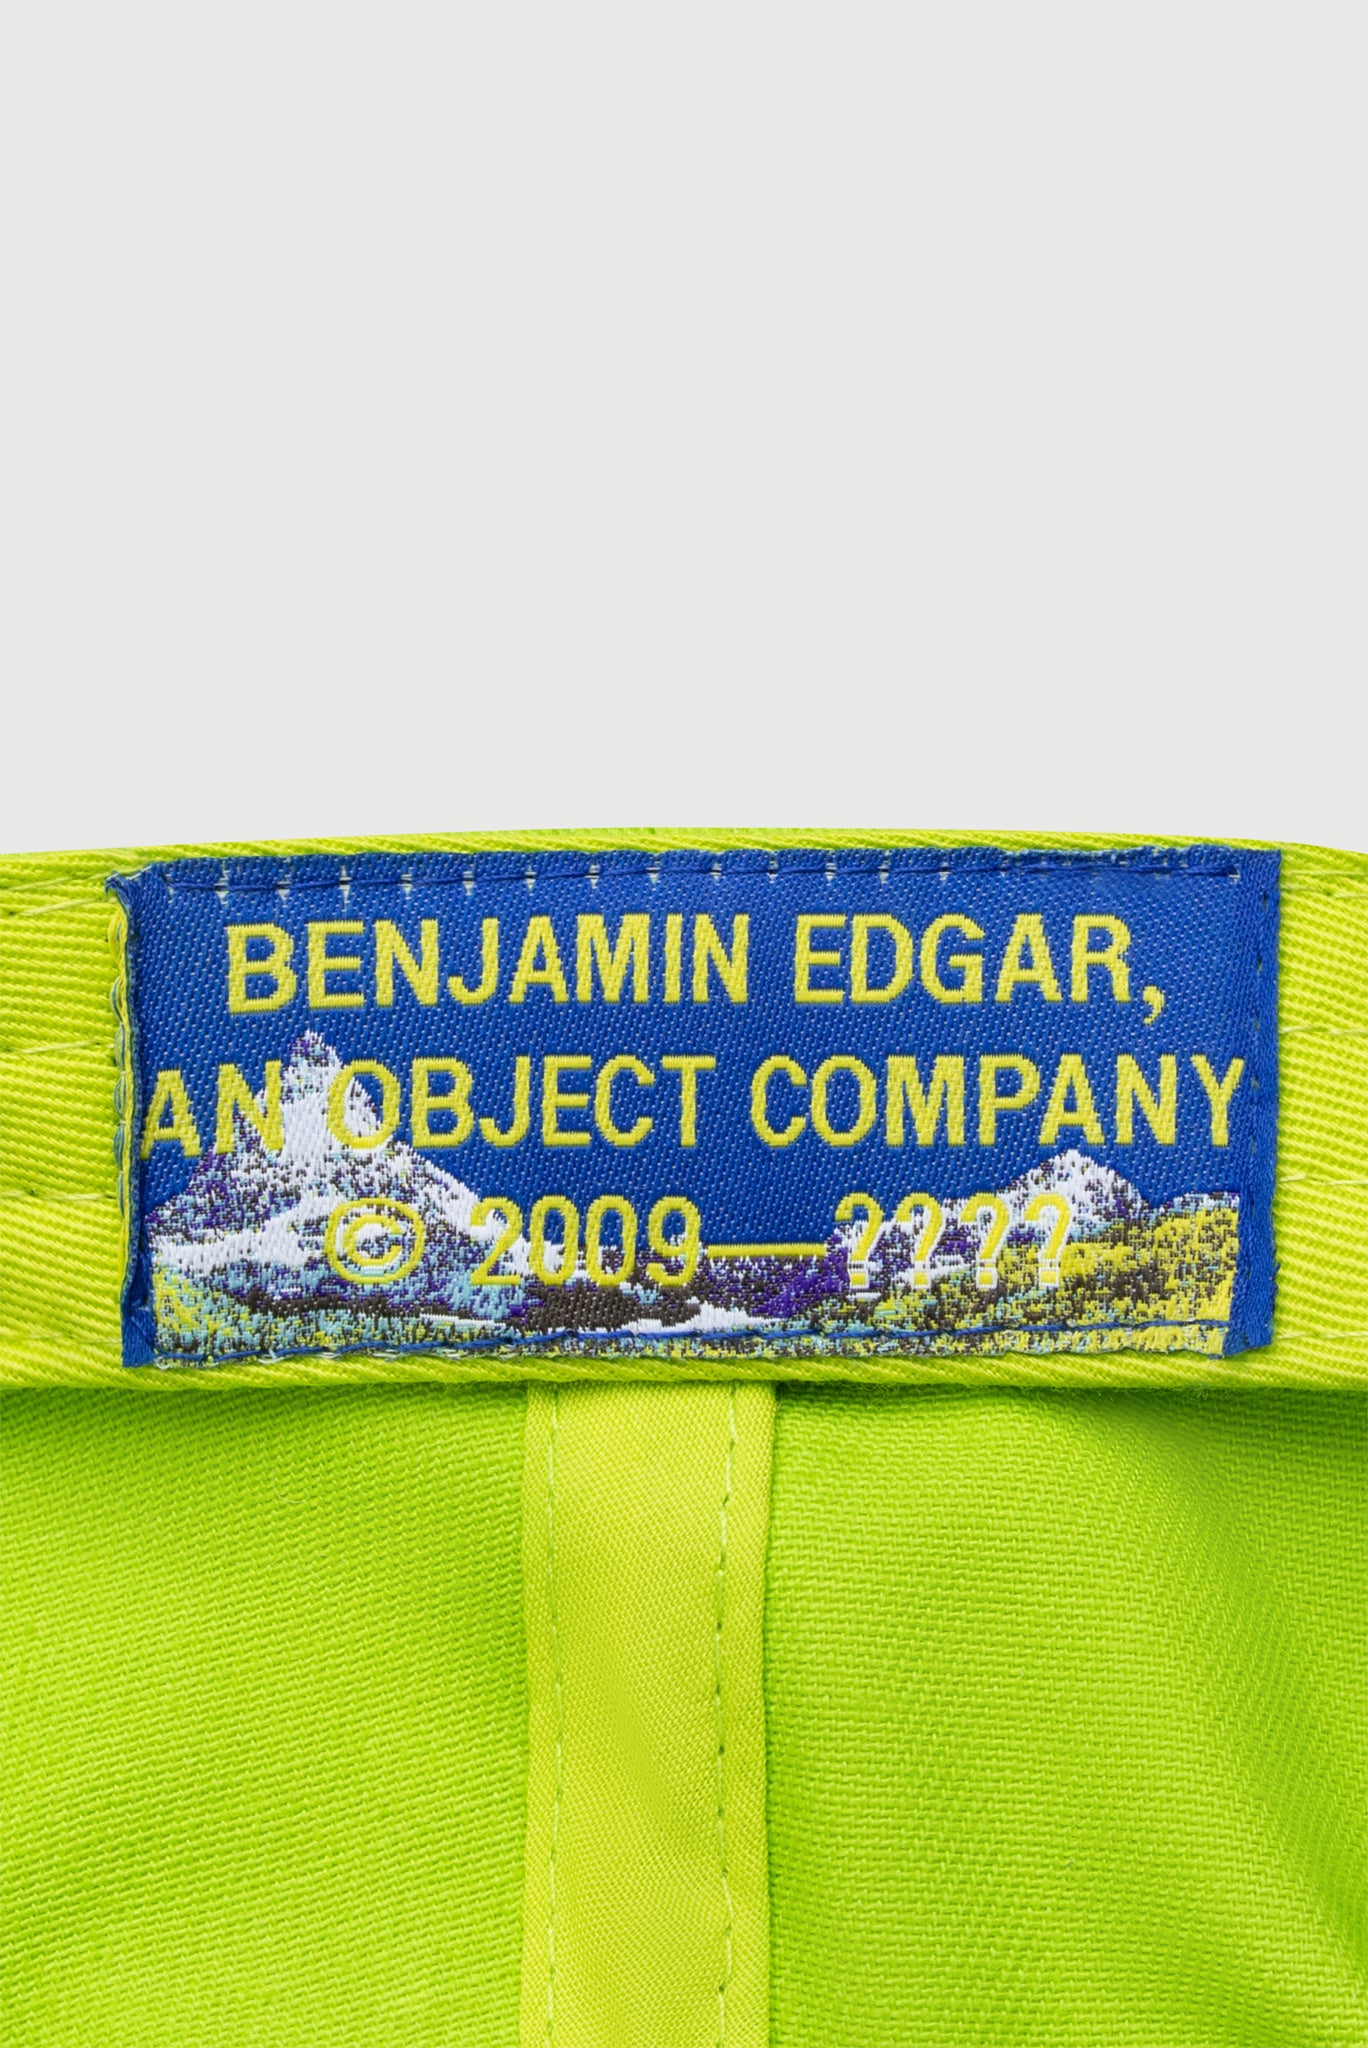 BENJAMIN EDGAR,
AN OBJECT COMPANY
© 2009—????